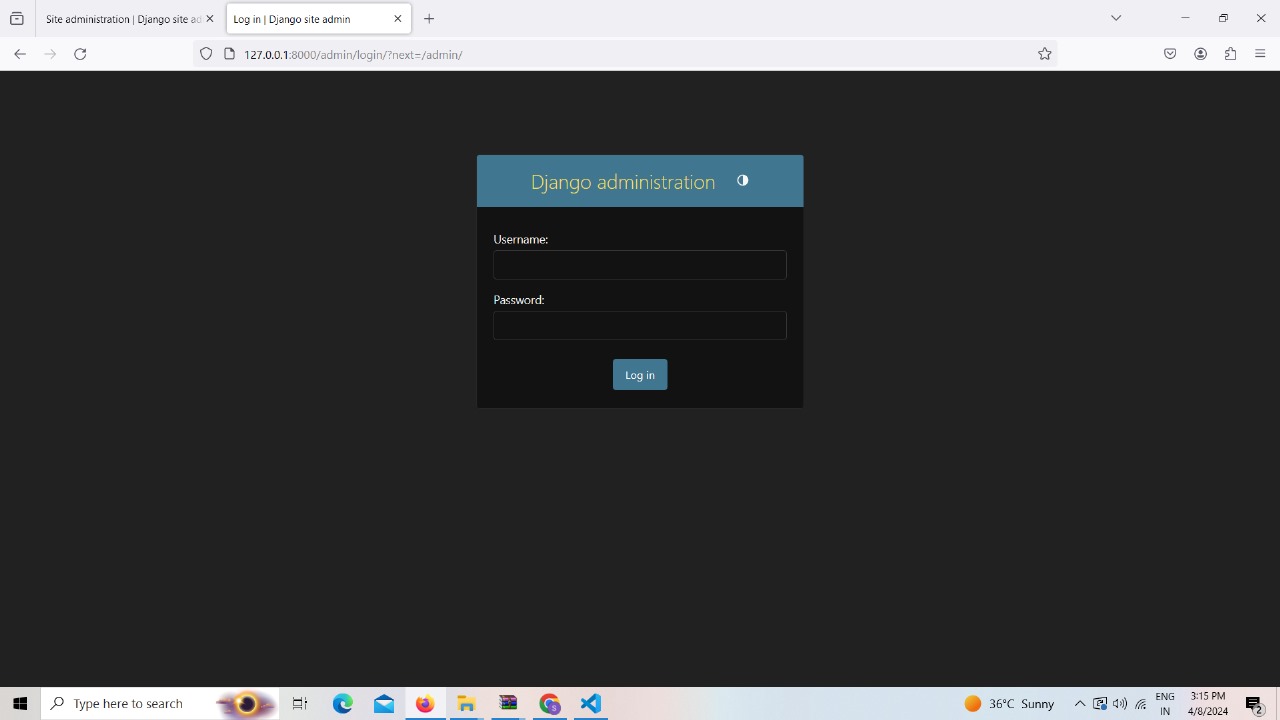 Site administration | Django site ad
Log in | Django site admin
127.0.0.1:8000/admin/login/?next=/admin/
Django administration
Username:
Password:
Log in
Type here to search
36°C Sunny
ENG
IN
3:15 PM
4/8/2024
2
S